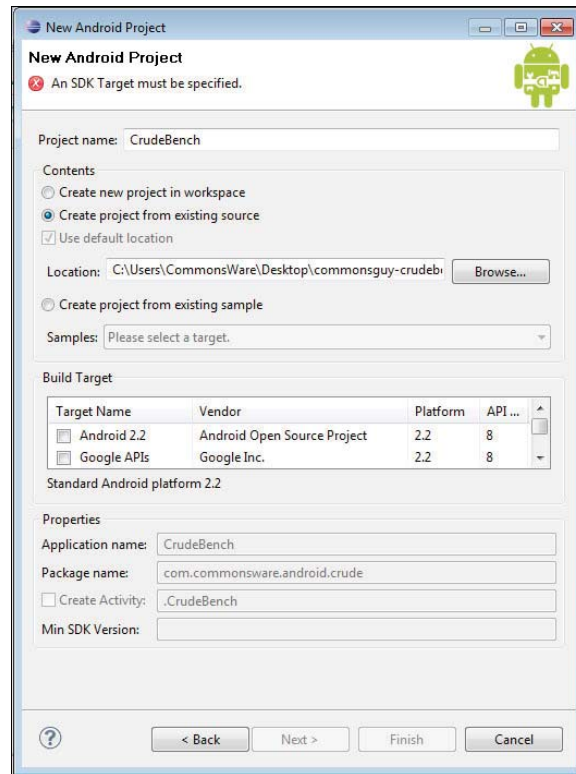 New Android Project
New Android Project
An SDK Target must be specified.
Project name: CrudeBench
Contents
Create new project in workspace
Create project from existing source
Use default location
Location: C:\Users\CommonsWare\Desktop\commonsguy-crudeb Browse...
Create project from existing sample
Samples: Please select a target.
Build Target
Target Name Vendor Platform API ...
Android 2.2 Android Open Source Project 2.2 8
Google APIs Google Inc. 2.2 8
Standard Android platform 2.2
Properties
Application name: CrudeBench
Package name: com.commonsware.android.crude
Create Activity: .CrudeBench
Min SDK Version:
? < Back Next > Finish Cancel